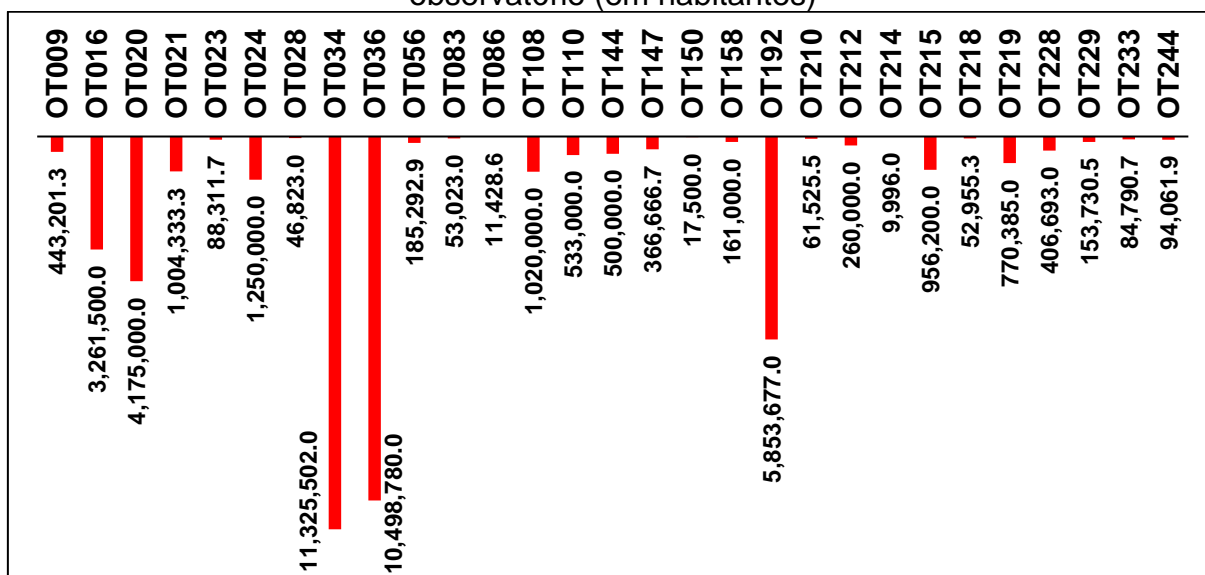 observatório (em habitantes)
OT009
OT016
OT020
OT021
OT023
OT024
OT028
OT034
OT036
OT056
OT083
OT086
OT108
OT110
OT144
OT147
OT150
OT158
OT192
OT210
OT212
OT214
OT215
OT218
OT219
OT228
OT229
OT233
OT244
443,201.3
3,261,500.0
4,175,000.0
1,004,333.3
88,311.7
1,250,000.0
46,823.0
11,325,502.0
10,498,780.0
185,292.9
53,023.0
11,428.6
1,020,000.0
533,000.0
500,000.0
366,666.7
17,500.0
161,000.0
5,853,677.0
61,525.5
260,000.0
9,996.0
956,200.0
52,955.3
770,385.0
406,693.0
153,730.5
84,790.7
94,061.9